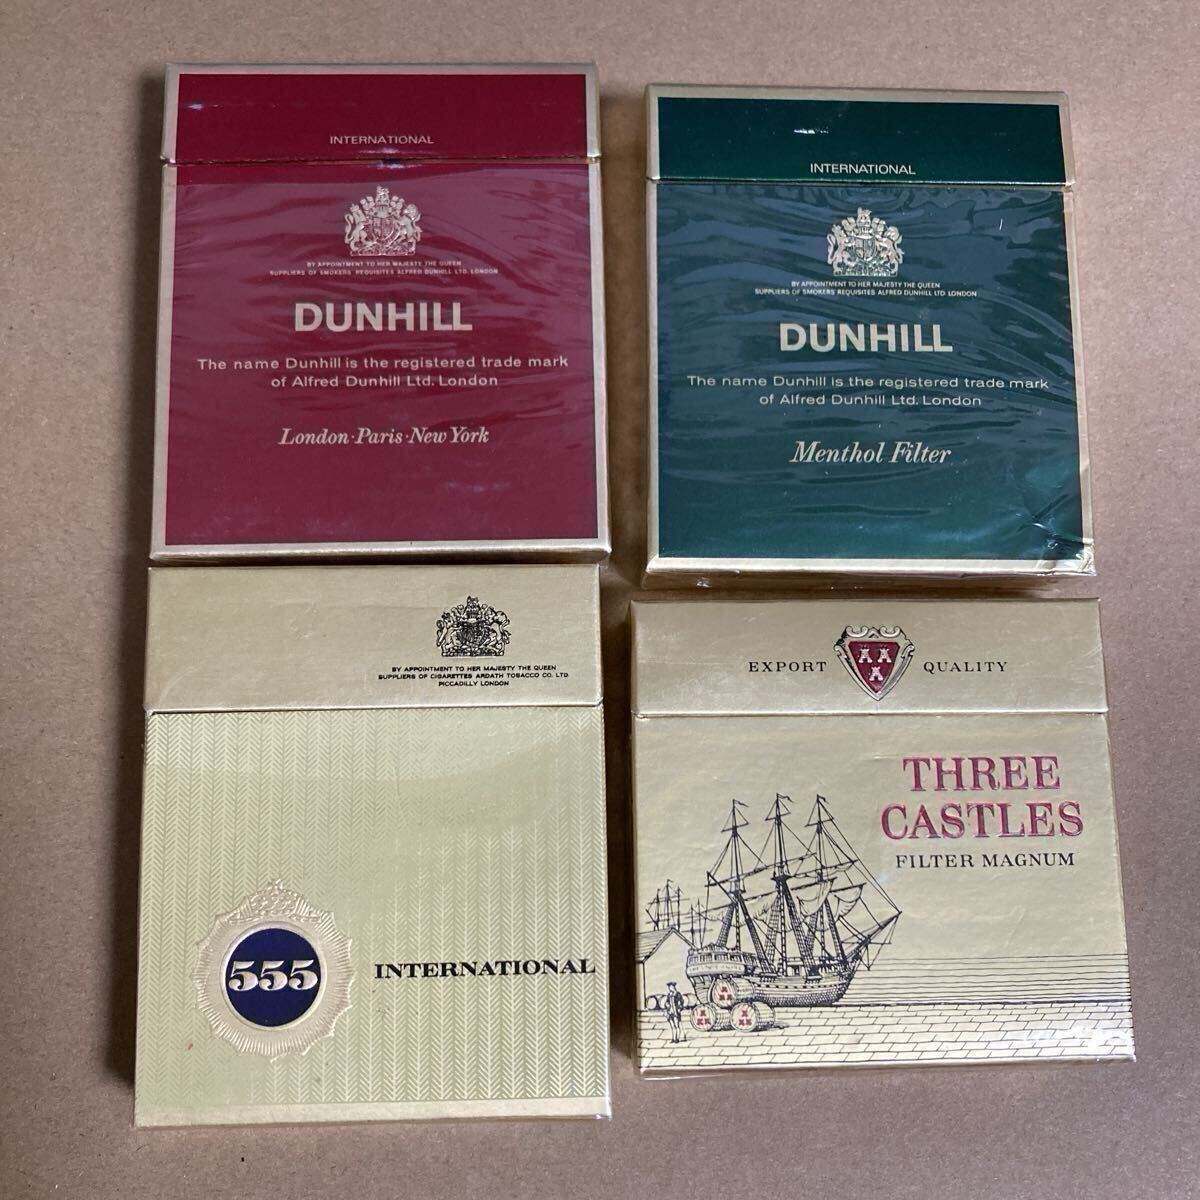 INTERNATIONAL
BY APPOINTMENT TO HER MAJESTY THE QUEEN
SUPPLIERS OF SMOKERS REQUISITES ALFRED DUNHILL LTD. LONDON
DUNHILL
The name Dunhill is the registered trade mark
of Alfred Dunhill Ltd. London
London·Paris·New York
INTERNATIONAL
BY APPOINTMENT TO HER MAJESTY THE QUEEN
SUPPLIERS OF SMOKERS' REQUISITES ALFRED DUNHILL LTD LONDON
DUNHILL
The name Dunhill is the registered trade mark
of Alfred Dunhill Ltd. London
Menthol Filter
BY APPOINTMENT TO HER MAJESTY THE QUEEN
SUPPLIERS OF CIGARETTES ARDATH TOBACCO CO. LTD
PICCADILLY LONDON
555
INTERNATIONAL
EXPORT QUALITY
THREE
CASTLES
FILTER MAGNUM